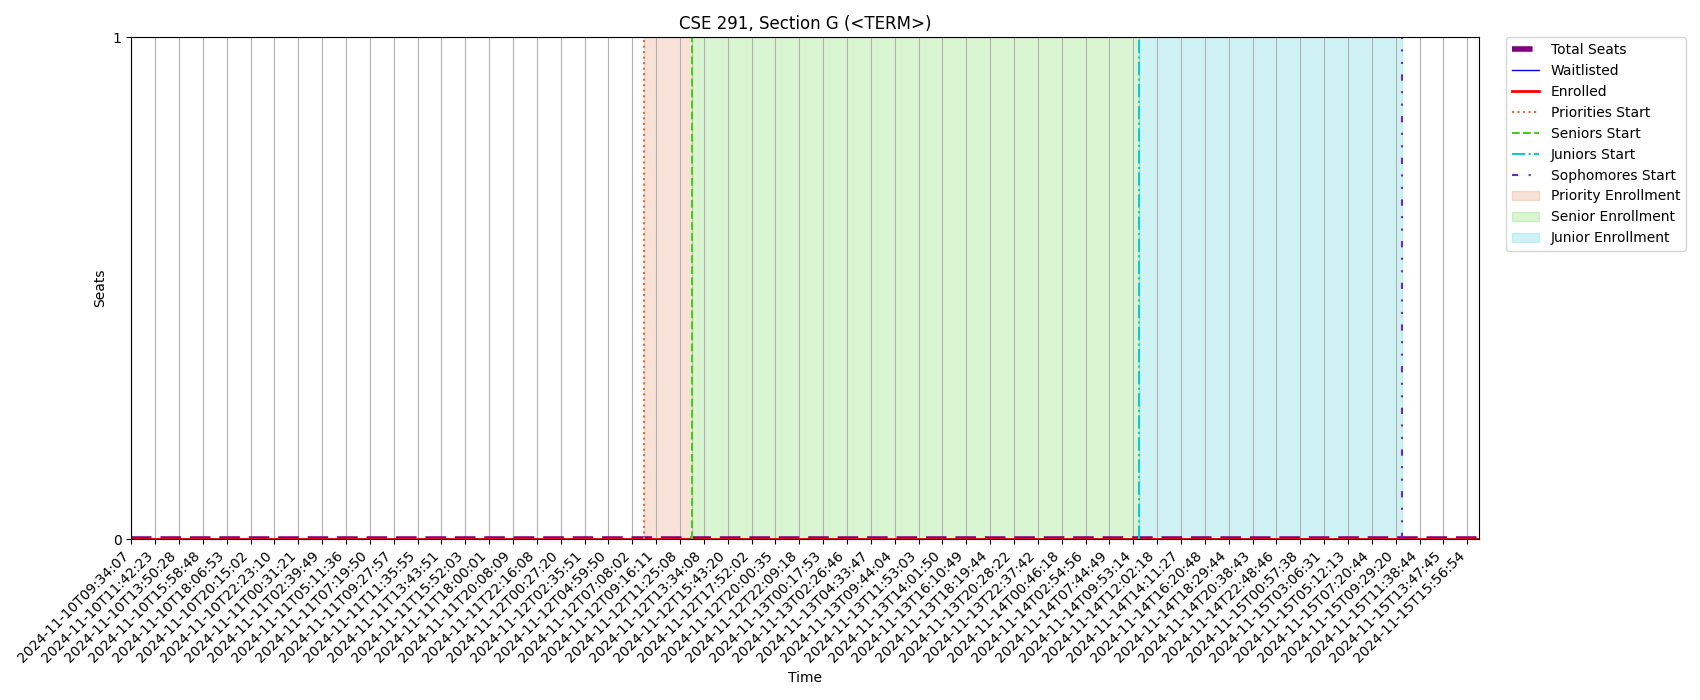 CSE 291, Section G (<TERM>)
1
0
Seats
Total Seats
Waitlisted
Enrolled
Priorities Start
Seniors Start
Juniors Start
Sophomores Start
Priority Enrollment
Senior Enrollment
Junior Enrollment
2024-11-10T09:34:07
2024-11-10T11:42:23
2024-11-10T13:50:28
2024-11-10T15:58:48
2024-11-10T18:06:53
2024-11-10T20:15:02
2024-11-10T22:23:10
2024-11-11T00:31:21
2024-11-11T02:39:49
2024-11-11T05:11:36
2024-11-11T07:19:50
2024-11-11T09:27:57
2024-11-11T11:35:55
2024-11-11T13:43:51
2024-11-11T15:52:03
2024-11-11T18:00:01
2024-11-11T20:08:09
2024-11-11T22:16:08
2024-11-12T00:27:20
2024-11-12T02:35:51
2024-11-12T04:59:50
2024-11-12T07:08:02
2024-11-12T09:16:11
2024-11-12T11:25:08
2024-11-12T13:34:08
2024-11-12T15:43:20
2024-11-12T17:52:02
2024-11-12T20:00:35
2024-11-12T22:09:18
2024-11-13T00:17:53
2024-11-13T02:26:46
2024-11-13T04:33:47
2024-11-13T09:44:04
2024-11-13T11:53:03
2024-11-13T14:01:50
2024-11-13T16:10:49
2024-11-13T18:19:44
2024-11-13T20:28:22
2024-11-13T22:37:42
2024-11-14T00:46:18
2024-11-14T02:54:56
2024-11-14T07:44:49
2024-11-14T09:53:14
2024-11-14T12:02:18
2024-11-14T14:11:27
2024-11-14T16:20:48
2024-11-14T18:29:44
2024-11-14T20:38:43
2024-11-14T22:48:46
2024-11-15T00:57:38
2024-11-15T03:06:31
2024-11-15T05:12:13
2024-11-15T07:20:44
2024-11-15T09:29:20
2024-11-15T11:38:44
2024-11-15T13:47:45
2024-11-15T15:56:54
Time